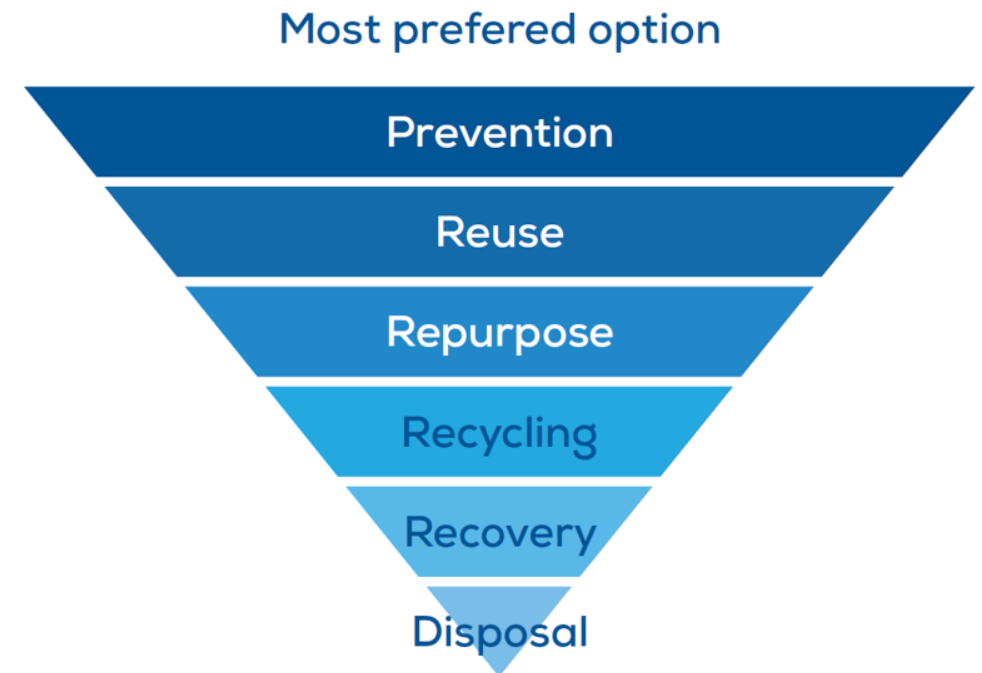 Most prefered option
Prevention
Reuse
Repurpose
Recycling
Recovery
Disposal